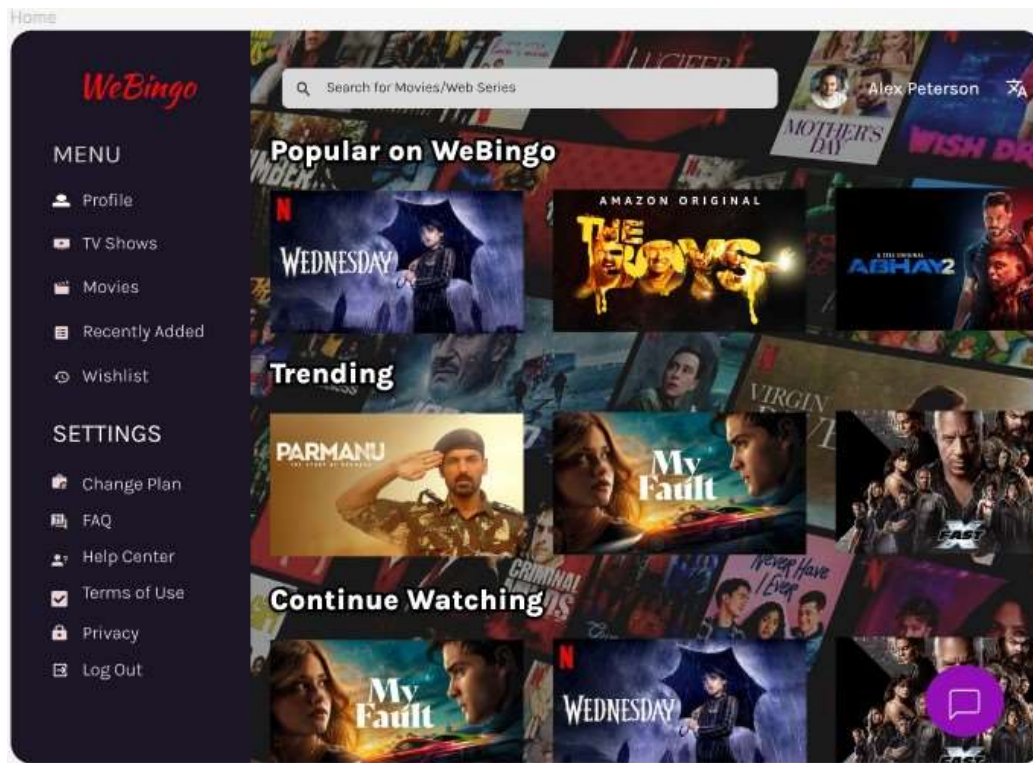 Home
WeBingo
MENU
Profile
TV Shows
Movies
Recently Added
Wishlist
SETTINGS
Change Plan
FAQ
Help Center
Terms of Use
Privacy
Log Out
Search for Movies/Web Series
Alex Peterson
LUCIFER
MOTHER'S
DAY
WISH DR
Popular on WeBingo
N
WEDNESDAY
AMAZON ORIGINAL
THE
BOYS
ABHAY2
Trending
VIRGIN
PARMANU
My
Fault
FAST
X
Continue Watching
CRIMINAL
Never Have
I Ever
My
Fault
N
WEDNESDAY
FAST
X